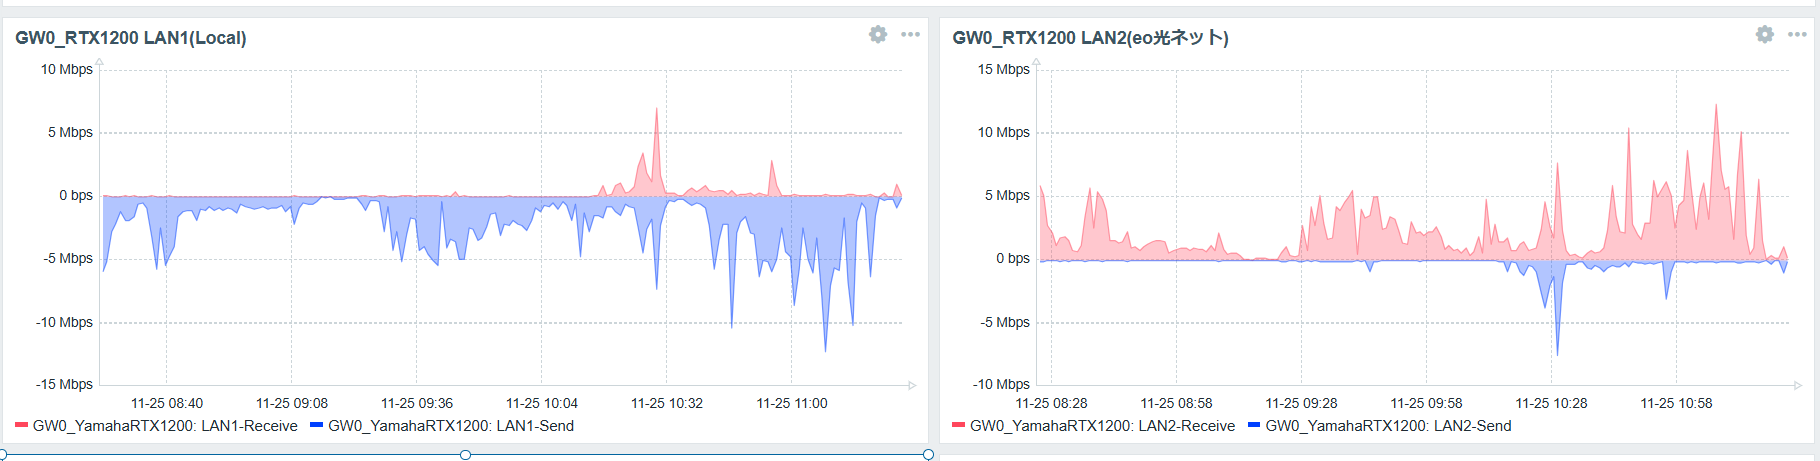 GW0_RTX1200 LAN1(Local)
10 Mbps
5 Mbps
0 bps
-5 Mbps
-10 Mbps
-15 Mbps
11-25 08:40
11-25 09:08
11-25 09:36
11-25 10:04
11-25 10:32
11-25 11:00
GW0_YamahaRTX1200: LAN1-Receive
GW0_YamahaRTX1200: LAN1-Send
GW0_RTX1200 LAN2(eo光ネット)
15 Mbps
10 Mbps
5 Mbps
0 bps
-5 Mbps
-10 Mbps
11-25 08:28
11-25 08:58
11-25 09:28
11-25 09:58
11-25 10:28
11-25 10:58
GW0_YamahaRTX1200: LAN2-Receive
GW0_YamahaRTX1200: LAN2-Send